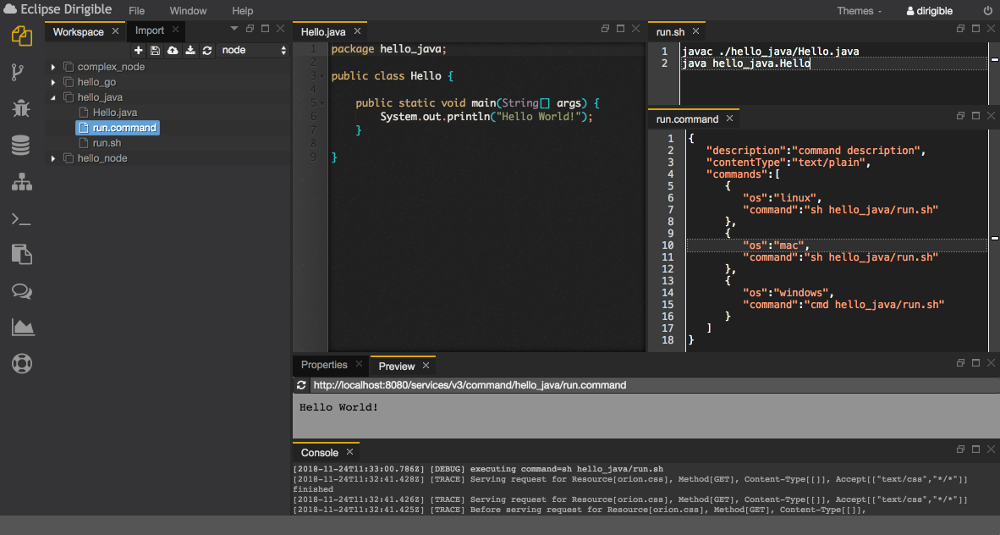 Eclipse Dirigible File Window Help Themes dirigible
Workspace Import
node
complex_node
hello_go
hello_java
Hello.java
run.command
run.sh
hello_node
Hello.java
1 package hello_java;
2
3 public class Hello {
4
5 public static void main(String[] args) {
6 System.out.println("Hello World!");
7 }
8
9 }
run.sh
1 javac ./hello_java/Hello.java
2 java hello_java.Hello
run.command
1 {
2 "description":"command description",
3 "contentType":"text/plain",
4 "commands":[
5 {
6 "os":"linux",
7 "command":"sh hello_java/run.sh"
8 },
9 {
10 "os":"mac",
11 "command":"sh hello_java/run.sh"
12 },
13 {
14 "os":"windows",
15 "command":"cmd hello_java/run.sh"
16 }
17 ]
18 }
Properties Preview
http://localhost:8080/services/v3/command/hello_java/run.command
Hello World!
Console
[2018-11-24T11:33:00.786Z] [DEBUG] executing command=sh hello_java/run.sh
[2018-11-24T11:32:41.428Z] [TRACE] Serving request for Resource[orion.css], Method[GET], Content-Type[[]], Accept[["text/css","*/*"]]
finished
[2018-11-24T11:32:41.426Z] [TRACE] Serving request for Resource[orion.css], Method[GET], Content-Type[[]], Accept[["text/css","*/*"]]
[2018-11-24T11:32:41.425Z] [TRACE] Before serving request for Resource[orion.css], Method[GET], Content-Type[[]],